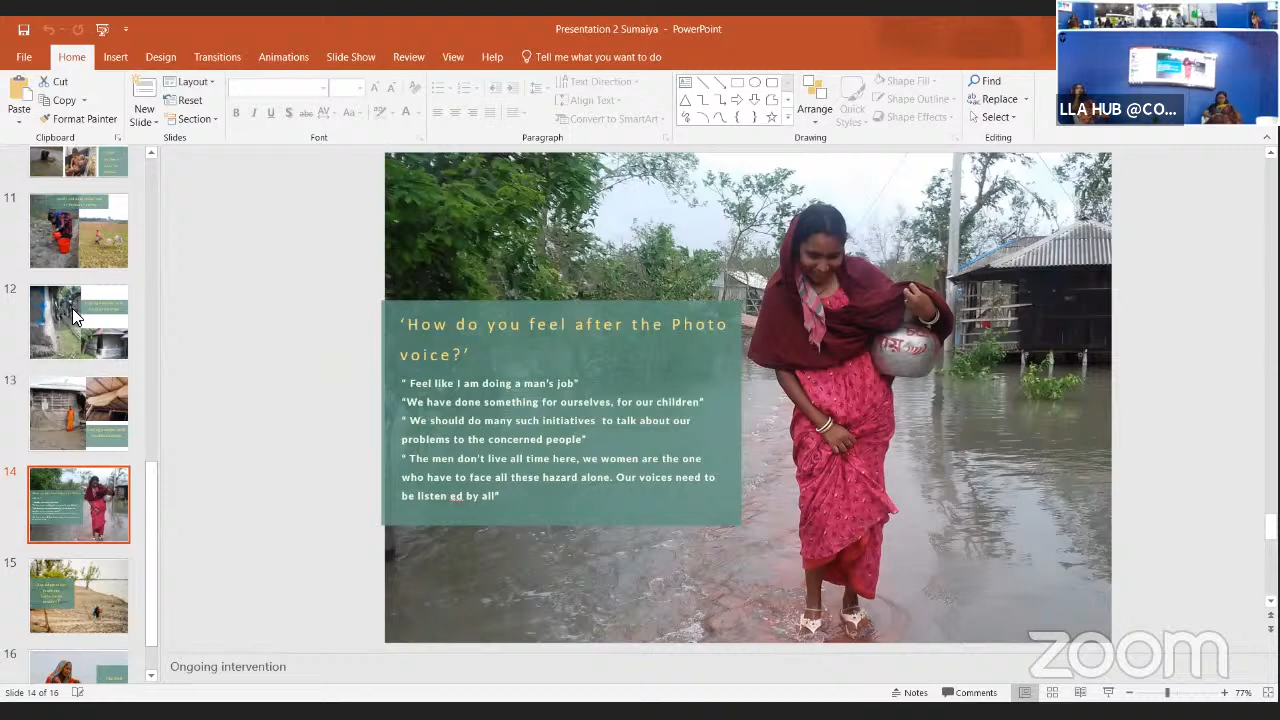 Presentation 2 Sumaiya - PowerPoint
File Home Insert Design Transitions Animations Slide Show Review View Help Tell me what you want to do
Paste
Cut
Copy
Format Painter
Clipboard
New
Slide
Layout
Reset
Section
Slides
B I U S
Font
Text Direction
Align Text
Convert to SmartArt
Paragraph
Arrange
Quick
Styles
Shape Fill
Shape Outline
Shape Effects
Drawing
Find
Replace
Select
Editing
LLA HUB @CO...
11
12
13
14
15
16
‘How do you feel after the Photo
voice?’
“ Feel like I am doing a man’s job”
“We have done something for ourselves, for our children”
“ We should do many such initiatives to talk about our
problems to the concerned people”
“ The men don’t live all time here, we women are the one
who have to face all these hazard alone. Our voices need to
be listen ed by all”
Ongoing intervention
zoom
Slide 14 of 16
Notes
Comments
77%